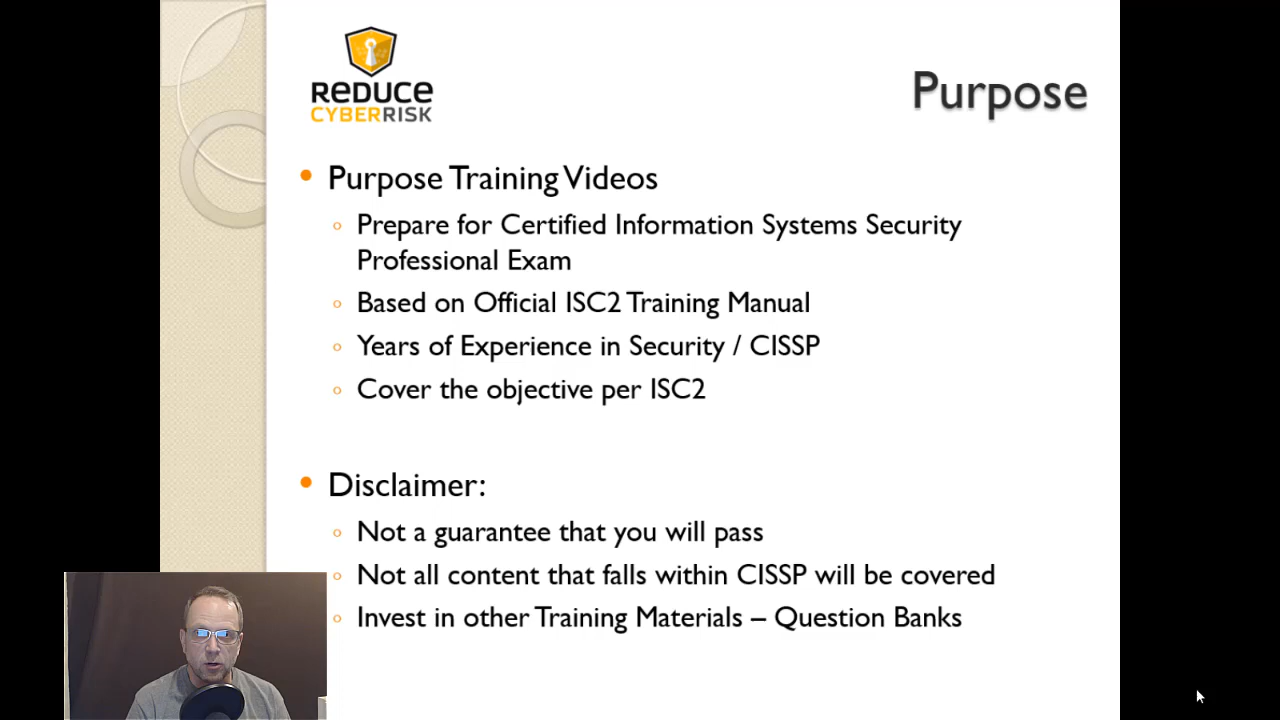 REDUCE
CYBERRISK
Purpose
Purpose Training Videos
Prepare for Certified Information Systems Security
Professional Exam
Based on Official ISC2 Training Manual
Years of Experience in Security / CISSP
Cover the objective per ISC2
Disclaimer:
Not a guarantee that you will pass
Not all content that falls within CISSP will be covered
Invest in other Training Materials – Question Banks